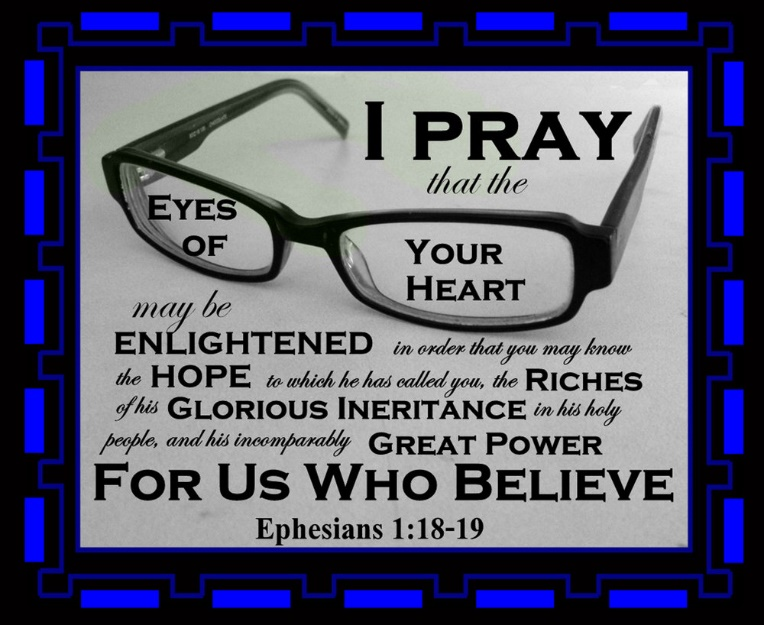 I PRAY
that the
EYES
OF
YOUR
HEART
may be
ENLIGHTENED in order that you may know
the HOPE to which he has called you, the RICHES
of his GLORIOUS INERITANCE in his holy
people, and his incomparably GREAT POWER
FOR US WHO BELIEVE
Ephesians 1:18-19